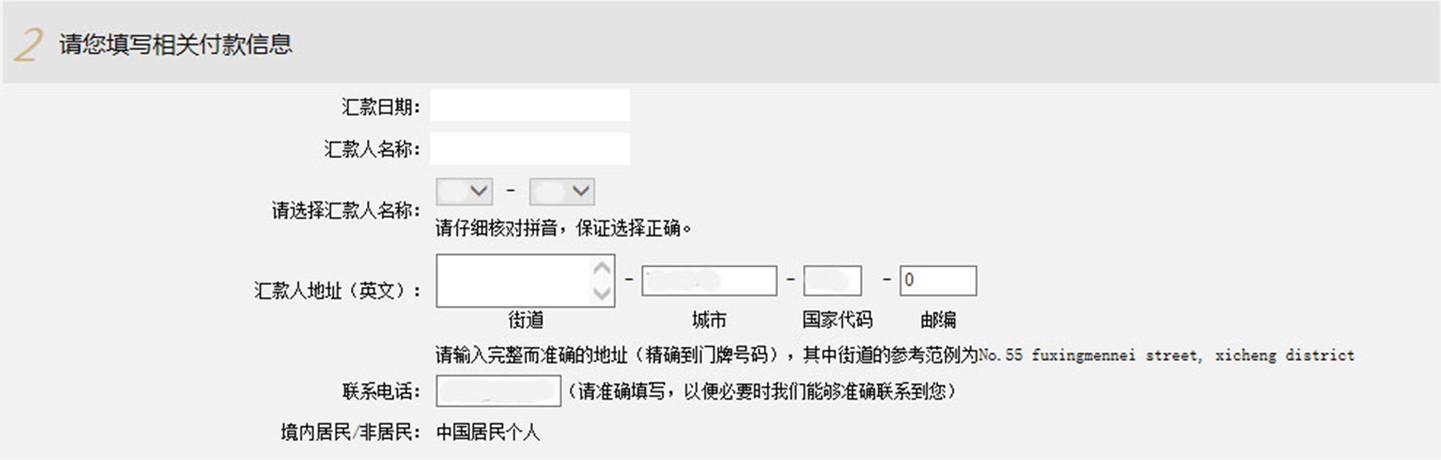 2 请您填写相关付款信息
汇款日期：
汇款人名称：
请选择汇款人名称： -
请仔细核对拼音，保证选择正确。
汇款人地址（英文）： - - - 0
街道 城市 国家代码 邮编
请输入完整而准确的地址（精确到门牌号码），其中街道的参考范例为No.55 fuxingmennei street, xicheng district
联系电话： （请准确填写，以便必要时我们能够准确联系到您）
境内居民/非居民： 中国居民个人